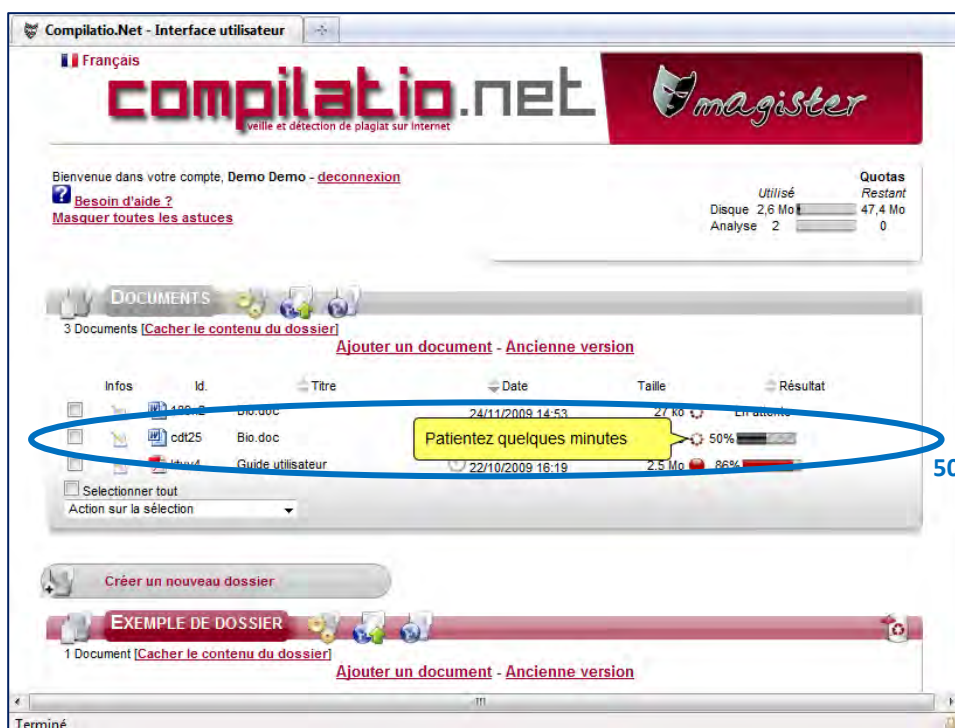 Compilatio.Net - Interface utilisateur
Français
compilatio.net
veille et détection de plagiat sur Internet
magister
Bienvenue dans votre compte, Demo Demo - deconnexion
Besoin d'aide ?
Masquer toutes les astuces
Quotas
Utilisé Restant
Disque 2,6 Mo 47,4 Mo
Analyse 2 0
DOCUMENTS
3 Documents [Cacher le contenu du dossier]
Ajouter un document - Ancienne version
Infos Id. Titre Date Taille Résultat
Bio.doc 24/11/2009 14:53 27 ko En attente
cdt25 Bio.doc Patientez quelques minutes 50%
Guide utilisateur 22/10/2009 16:19 2,5 Mo 86%
50
Selectionner tout
Action sur la sélection
Créer un nouveau dossier
EXEMPLE DE DOSSIER
1 Document [Cacher le contenu du dossier]
Ajouter un document - Ancienne version
Terminé